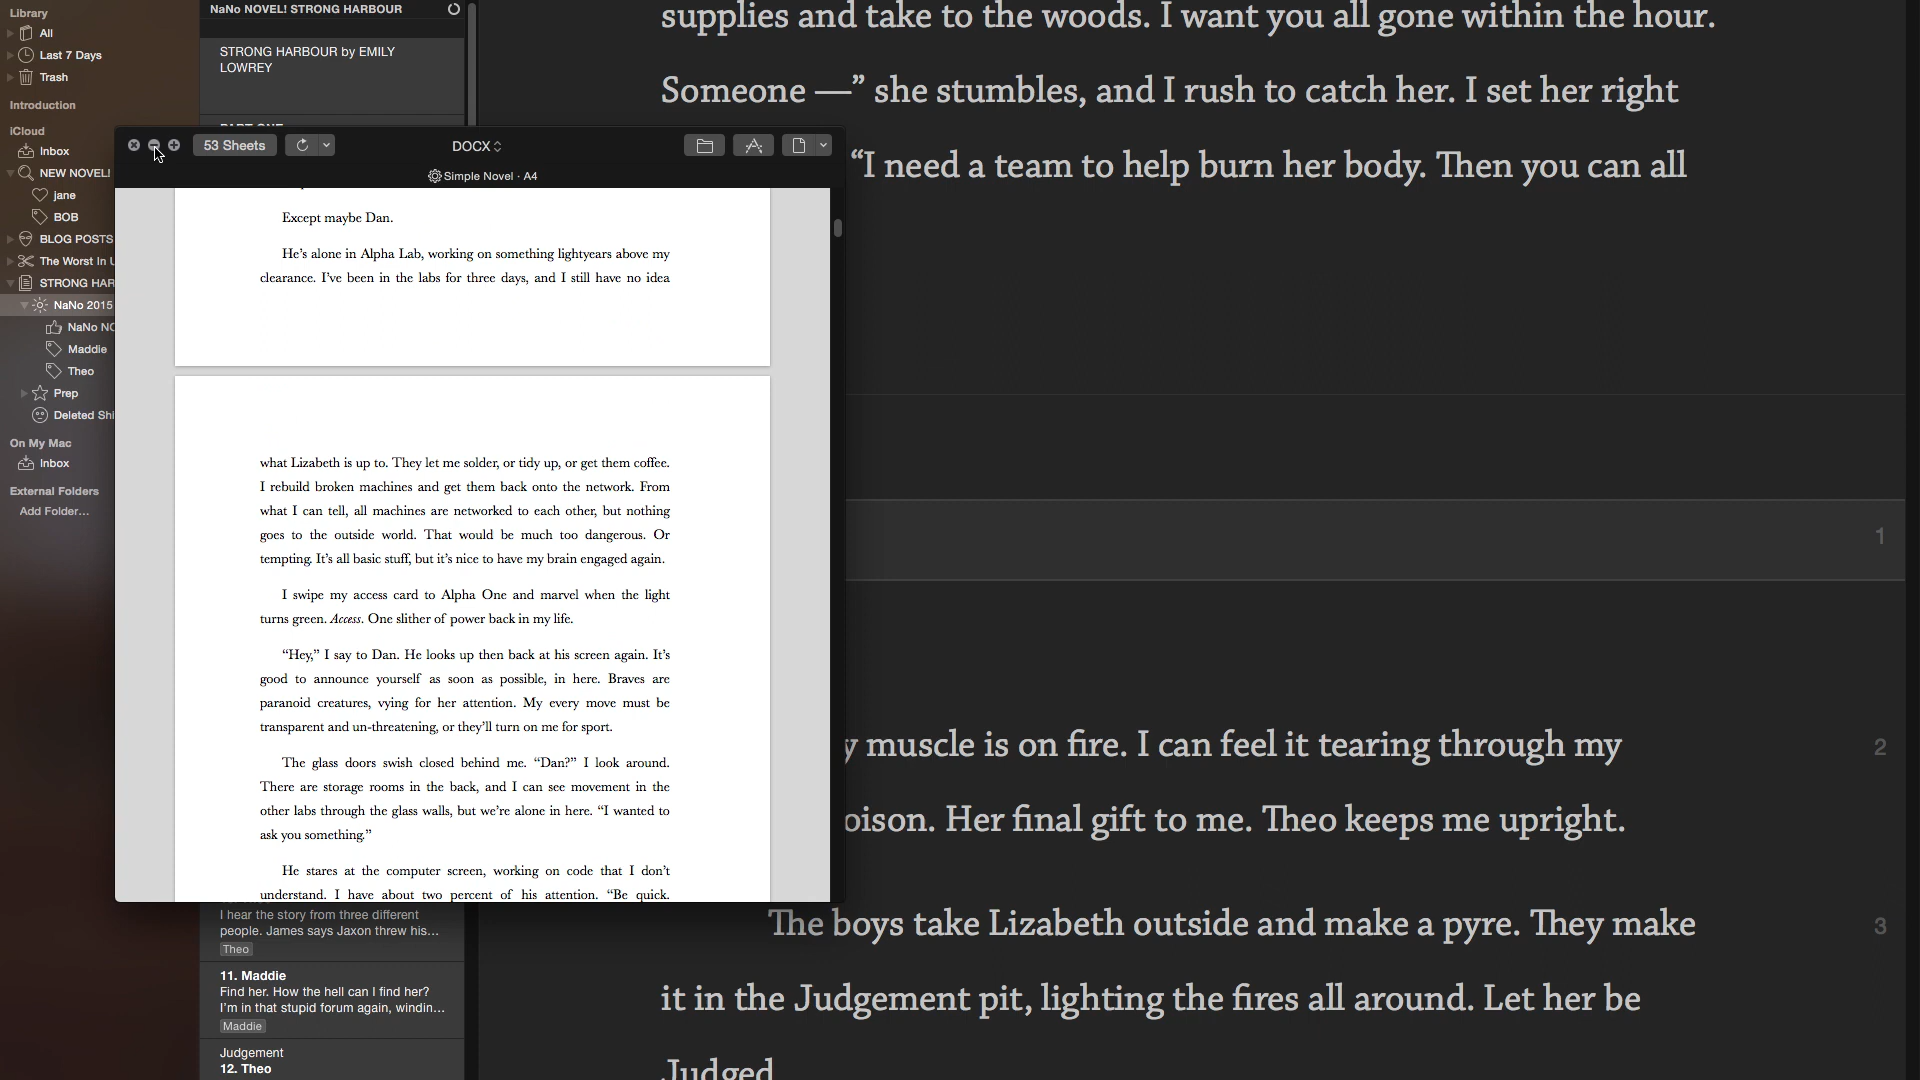 Library
All
Last 7 Days
Trash
Introduction
iCloud
Inbox
NEW NOVEL!
jane
BOB
BLOG POSTS
The Worst In
STRONG HAR
NaNo 2015
NaNo NO
Maddie
Theo
Prep
Deleted Shi
On My Mac
Inbox
External Folders
Add Folder…
NaNo NOVEL! STRONG HARBOUR
STRONG HARBOUR by EMILY
LOWREY
53 Sheets
DOCX
Simple Novel · A4
Except maybe Dan.
He’s alone in Alpha Lab, working on something lightyears above my
clearance. I’ve been in the labs for three days, and I still have no idea
what Lizabeth is up to. They let me solder, or tidy up, or get them coffee.
I rebuild broken machines and get them back onto the network. From
what I can tell, all machines are networked to each other, but nothing
goes to the outside world. That would be much too dangerous. Or
tempting. It’s all basic stuff, but it’s nice to have my brain engaged again.
I swipe my access card to Alpha One and marvel when the light
turns green. Access. One slither of power back in my life.
“Hey,” I say to Dan. He looks up then back at his screen again. It’s
good to announce yourself as soon as possible, in here. Braves are
paranoid creatures, vying for her attention. My every move must be
transparent and un-threatening, or they’ll turn on me for sport.
The glass doors swish closed behind me. “Dan?” I look around.
There are storage rooms in the back, and I can see movement in the
other labs through the glass walls, but we’re alone in here. “I wanted to
ask you something.”
He stares at the computer screen, working on code that I don’t
understand. I have about two percent of his attention. “Be quick.
I hear the story from three different
people. James says Jaxon threw his…
Theo
11. Maddie
Find her. How the hell can I find her?
I’m in that stupid forum again, windin…
Maddie
Judgement
12. Theo
supplies and take to the woods. I want you all gone within the hour.
Someone —” she stumbles, and I rush to catch her. I set her right
“I need a team to help burn her body. Then you can all
1
y muscle is on fire. I can feel it tearing through my
2
oison. Her final gift to me. Theo keeps me upright.
The boys take Lizabeth outside and make a pyre. They make
3
it in the Judgement pit, lighting the fires all around. Let her be
Judged